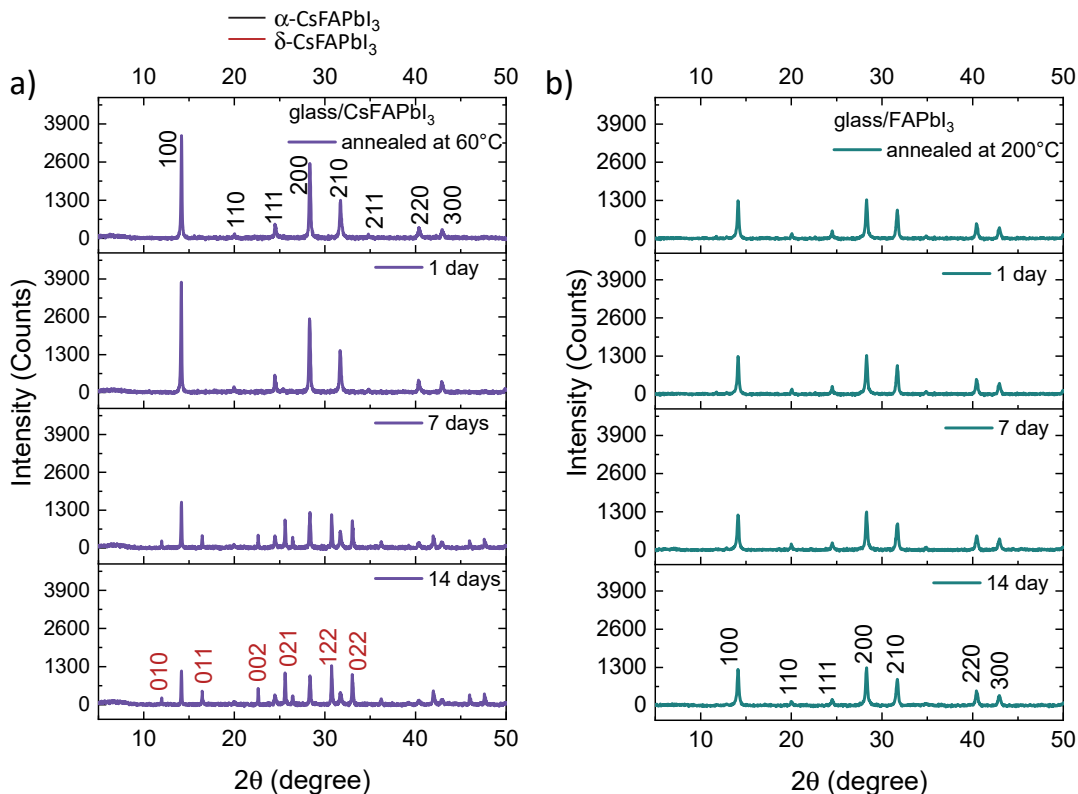 α-CsFAPbI₃
δ-CsFAPbI₃
a)
10 20 30 40 50
glass/CsFAPbI₃
annealed at 60°C
3900
2600
1300
0
100
110
111
200
210
211
220
300
1 day
3900
2600
1300
0
7 days
3900
2600
1300
0
14 days
3900
2600
1300
0
010
011
002
021
122
022
10 20 30 40 50
2θ (degree)
Intensity (Counts)
b)
10 20 30 40 50
glass/FAPbI₃
annealed at 200°C
3900
2600
1300
0
1 day
3900
2600
1300
0
7 day
3900
2600
1300
0
14 day
3900
2600
1300
0
100
110
111
200
210
220
300
10 20 30 40 50
2θ (degree)
Intensity (Counts)